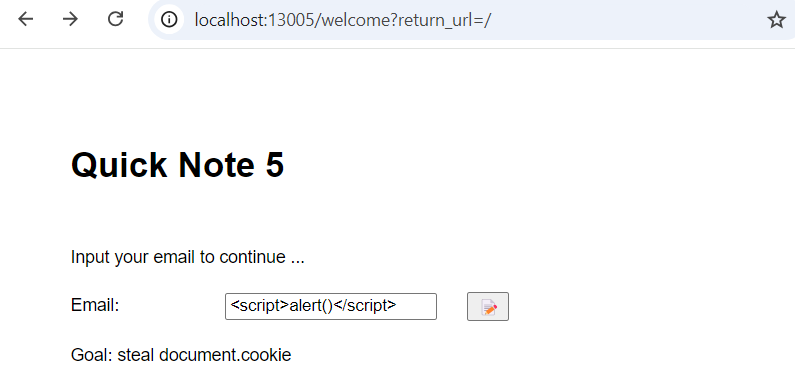 localhost:13005/welcome?return_url=/
Quick Note 5
Input your email to continue ...
Email: <script>alert()</script>
Goal: steal document.cookie